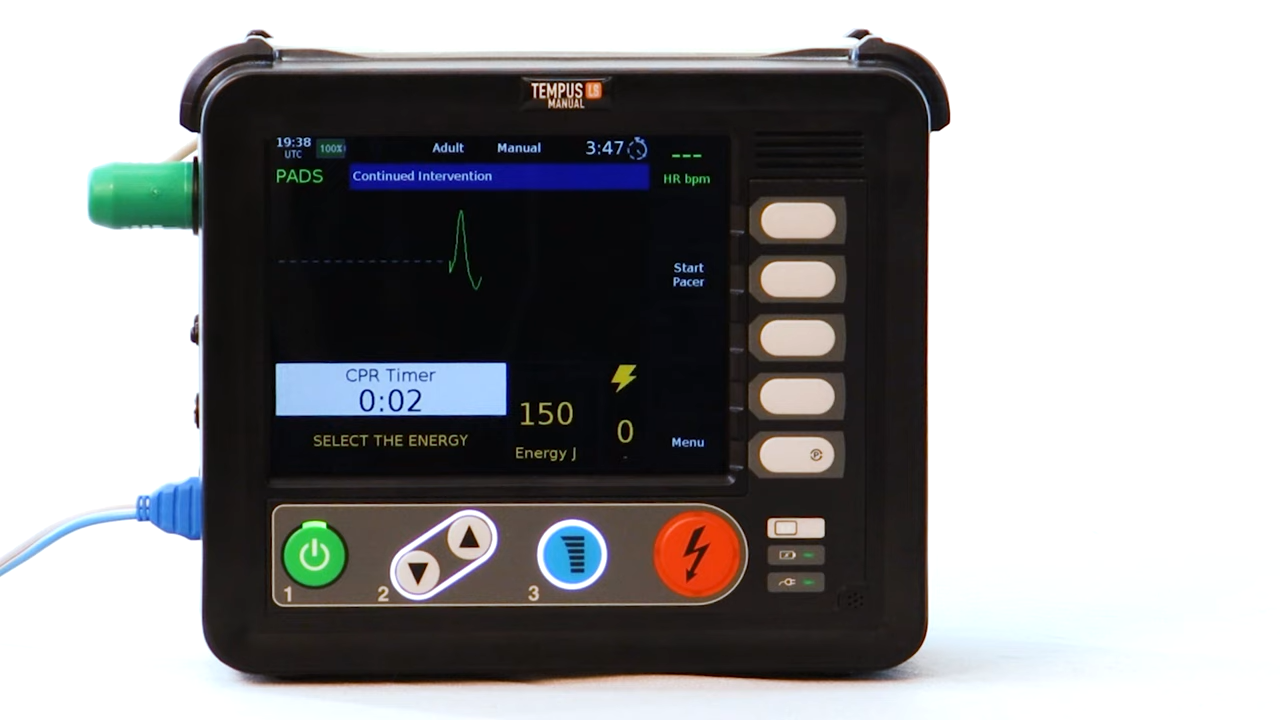 TEMPUS LS
MANUAL
19:38
UTC
100%
Adult
Manual
3:47
---
PADS
Continued Intervention
HR bpm
Start
Pacer
CPR Timer
0:02
150
0
SELECT THE ENERGY
Energy J
-
Menu
1
2
3